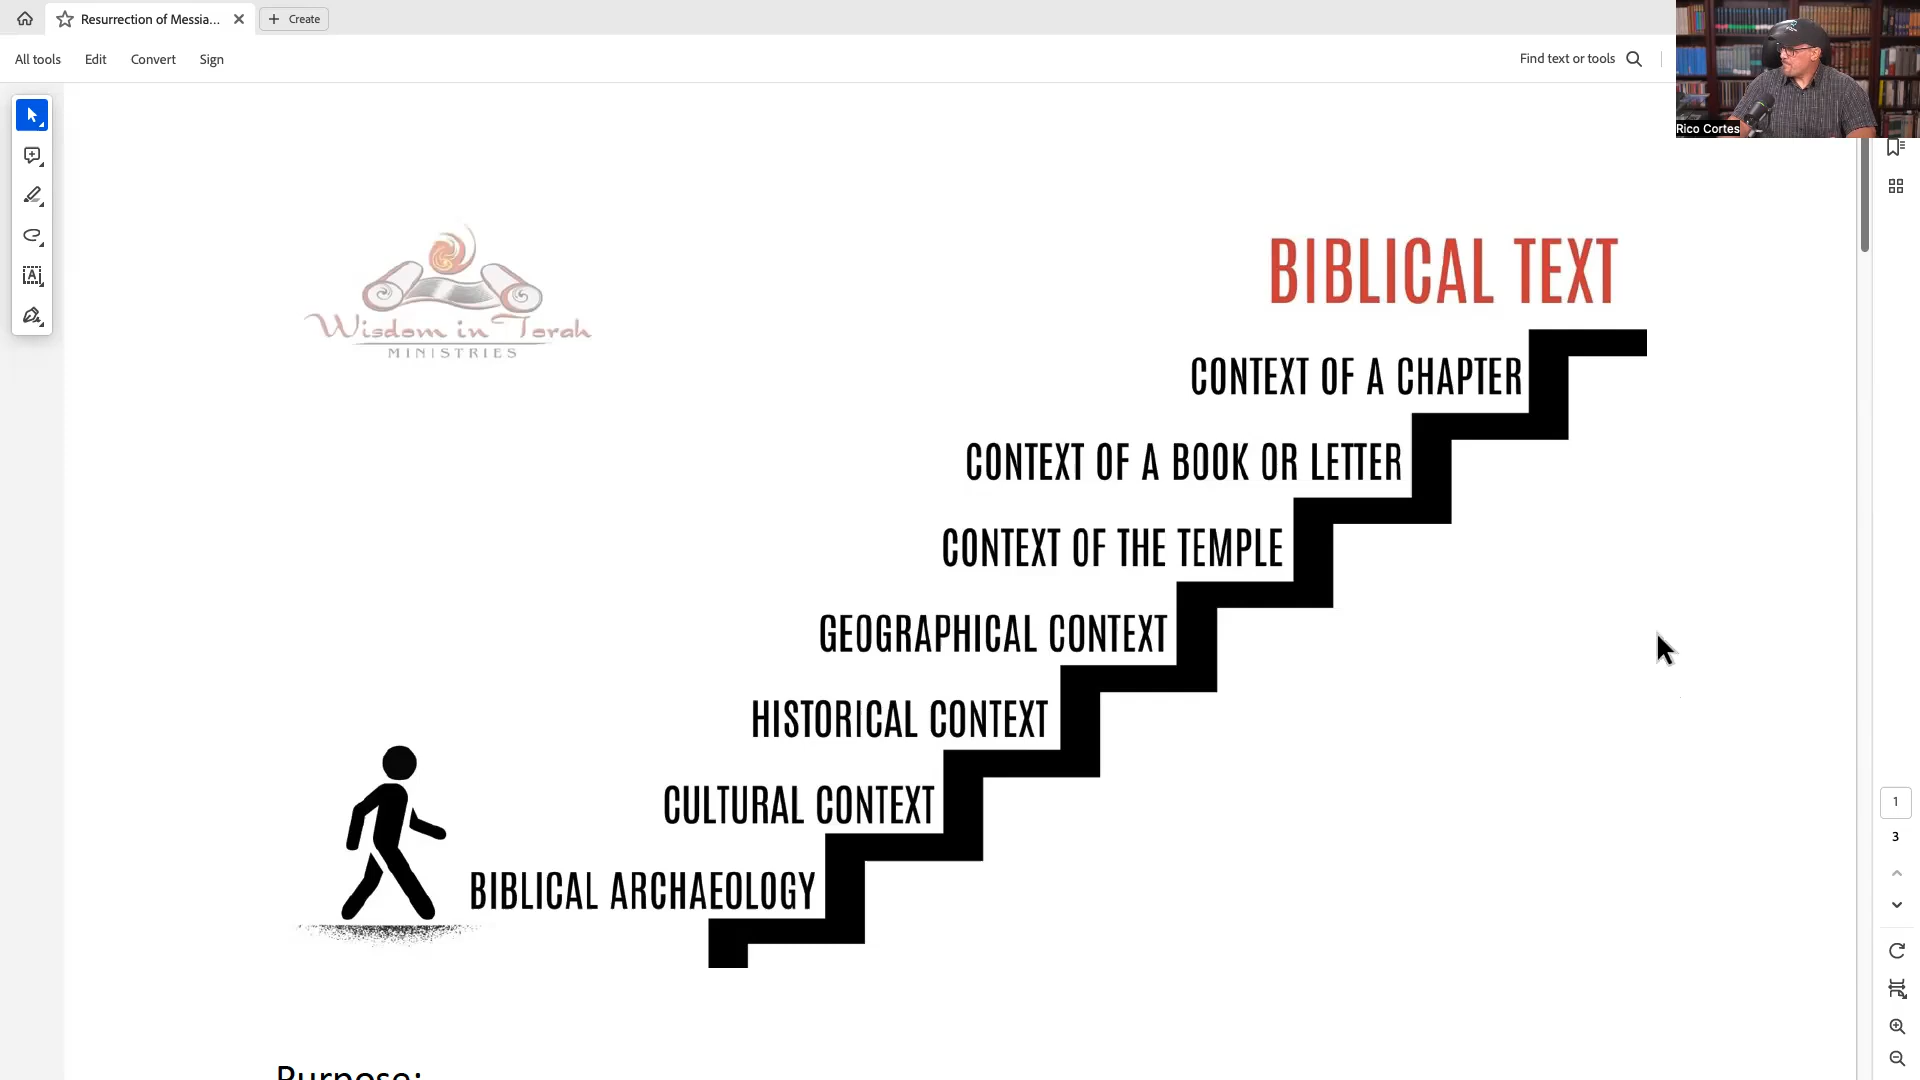 Resurrection of Messia...
Create
All tools
Edit
Convert
Sign
Find text or tools
Rico Cortes
Wisdom in Torah
MINISTRIES
BIBLICAL TEXT
CONTEXT OF A CHAPTER
CONTEXT OF A BOOK OR LETTER
CONTEXT OF THE TEMPLE
GEOGRAPHICAL CONTEXT
HISTORICAL CONTEXT
CULTURAL CONTEXT
BIBLICAL ARCHAEOLOGY
1
3
Purpose: